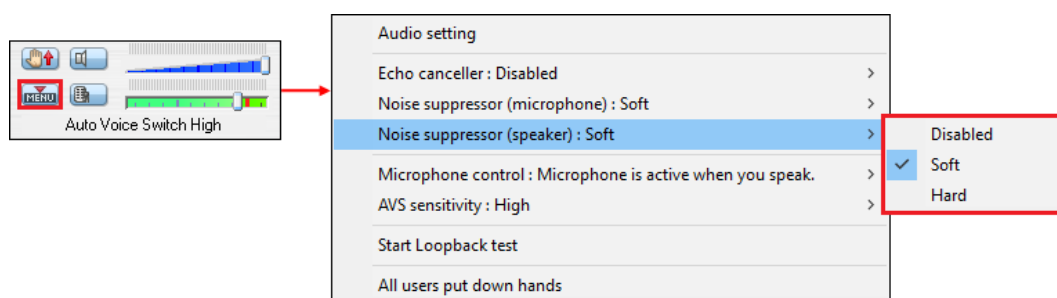 MENU
Auto Voice Switch High
Audio setting
Echo canceller : Disabled
Noise suppressor (microphone) : Soft
Noise suppressor (speaker) : Soft
Disabled
Soft
Hard
Microphone control : Microphone is active when you speak.
AVS sensitivity : High
Start Loopback test
All users put down hands